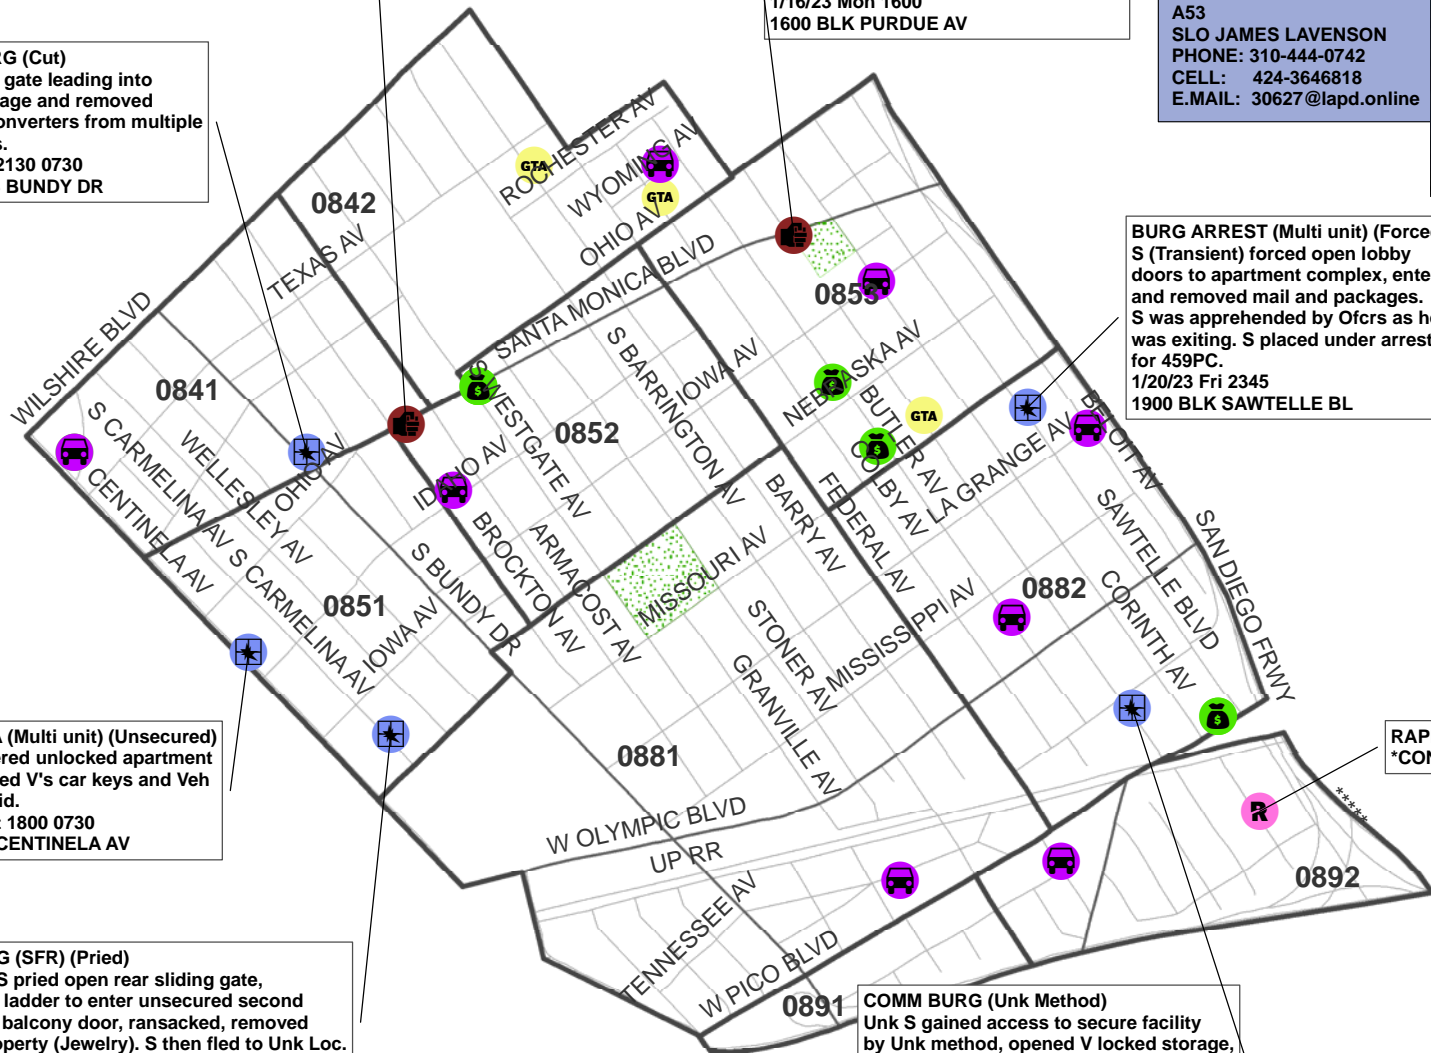 1/16/23 Mon 1600
1600 BLK PURDUE AV
A53
SLO JAMES LAVENSON
PHONE: 310-444-0742
CELL: 424-3646818
E.MAIL: 30627@lapd.online
(Cut)
gate leading into
and removed
from multiple
2130 0730
BUNDY DR
BURG ARREST (Multi unit)
S (Transient) forced open lobby
doors to apartment complex,
and removed mail and packages.
S was apprehended by Ofcrs as
was exiting. S placed under arrest
for 459PC.
1/20/23 Fri 2345
1900 BLK SAWTELLE BL
ROCHESTER AV
WYOMING AV
OHIO AV
GTA
GTA
0842
TEXAS AV
SANTA MONICA BLVD
0853
WILSHIRE BLVD
0841
S BARRINGTON AV
IOWA AV
NEBRASKA AV
BUTLER AV
GTA
S WESTGATE AV
0852
IDAHO AV
S CARMELINA AV
WELLESLEY AV
OHIO AV
CENTINELA AV
COLBY AV
LA GRANGE AV
BELOIT AV
SAWTELLE BLVD
SAN DIEGO FRWY
S CARMELINA AV
0851
IOWA AV
S BUNDY DR
BROCKTON AV
ARMACOST AV
MISSOURI AV
BARRY AV
FEDERAL AV
STONER AV
GRANVILLE AV
MISSISSIPPI AV
0882
CORINTH AV
0881
W OLYMPIC BLVD
UP RR
TENNESSEE AV
W PICO BLVD
0891
R
*****
0892
(Multi unit) (Unsecured)
unlocked apartment
V's car keys and Veh
1800 0730
CENTINELA AV
(SFR) (Pried)
S pried open rear sliding gate,
ladder to enter unsecured second
balcony door, ransacked, removed
(Jewelry). S then fled to Unk Loc.
COMM BURG (Unk Method)
Unk S gained access to secure facility
by Unk method, opened V locked storage,